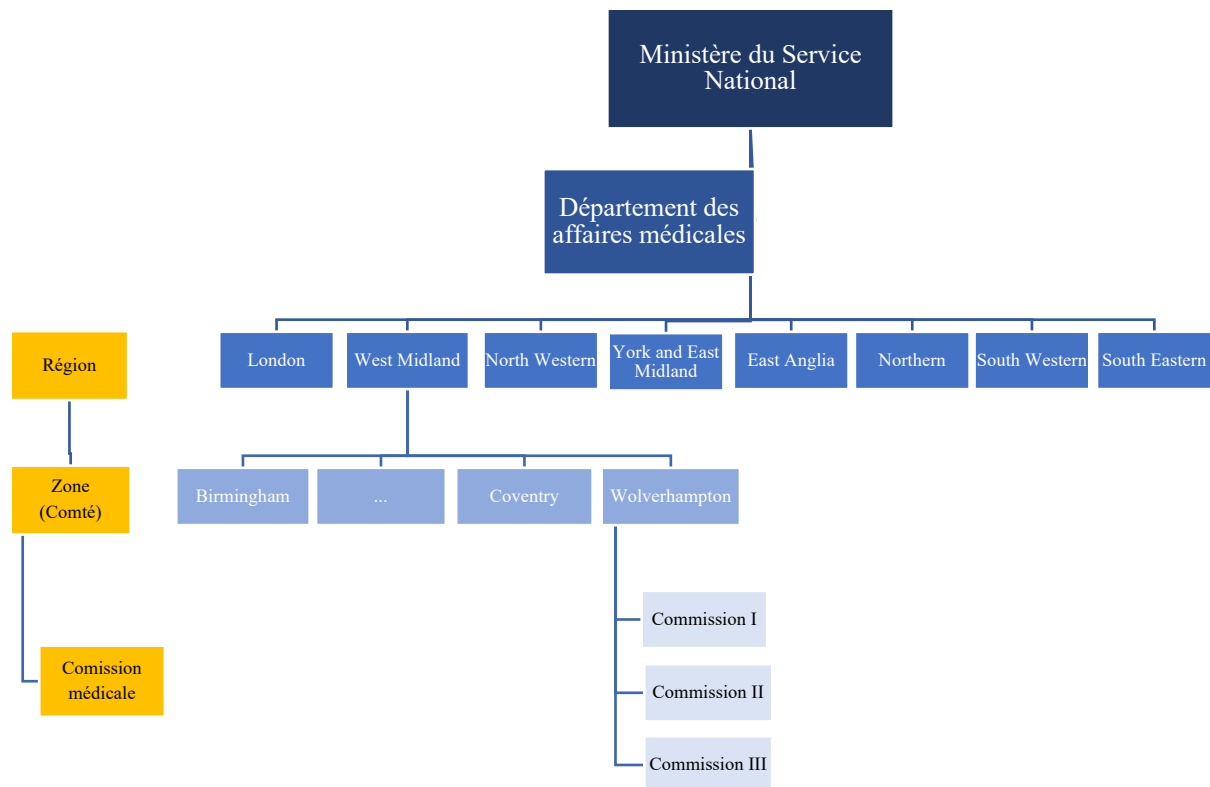 Ministère du Service
National
Département des
affaires médicales
Région
London
West Midland
North Western
York and East
Midland
East Anglia
Northern
South Western
South Eastern
Zone
(Comté)
Birmingham
...
Coventry
Wolverhampton
Comission
médicale
Commission I
Commission II
Commission III